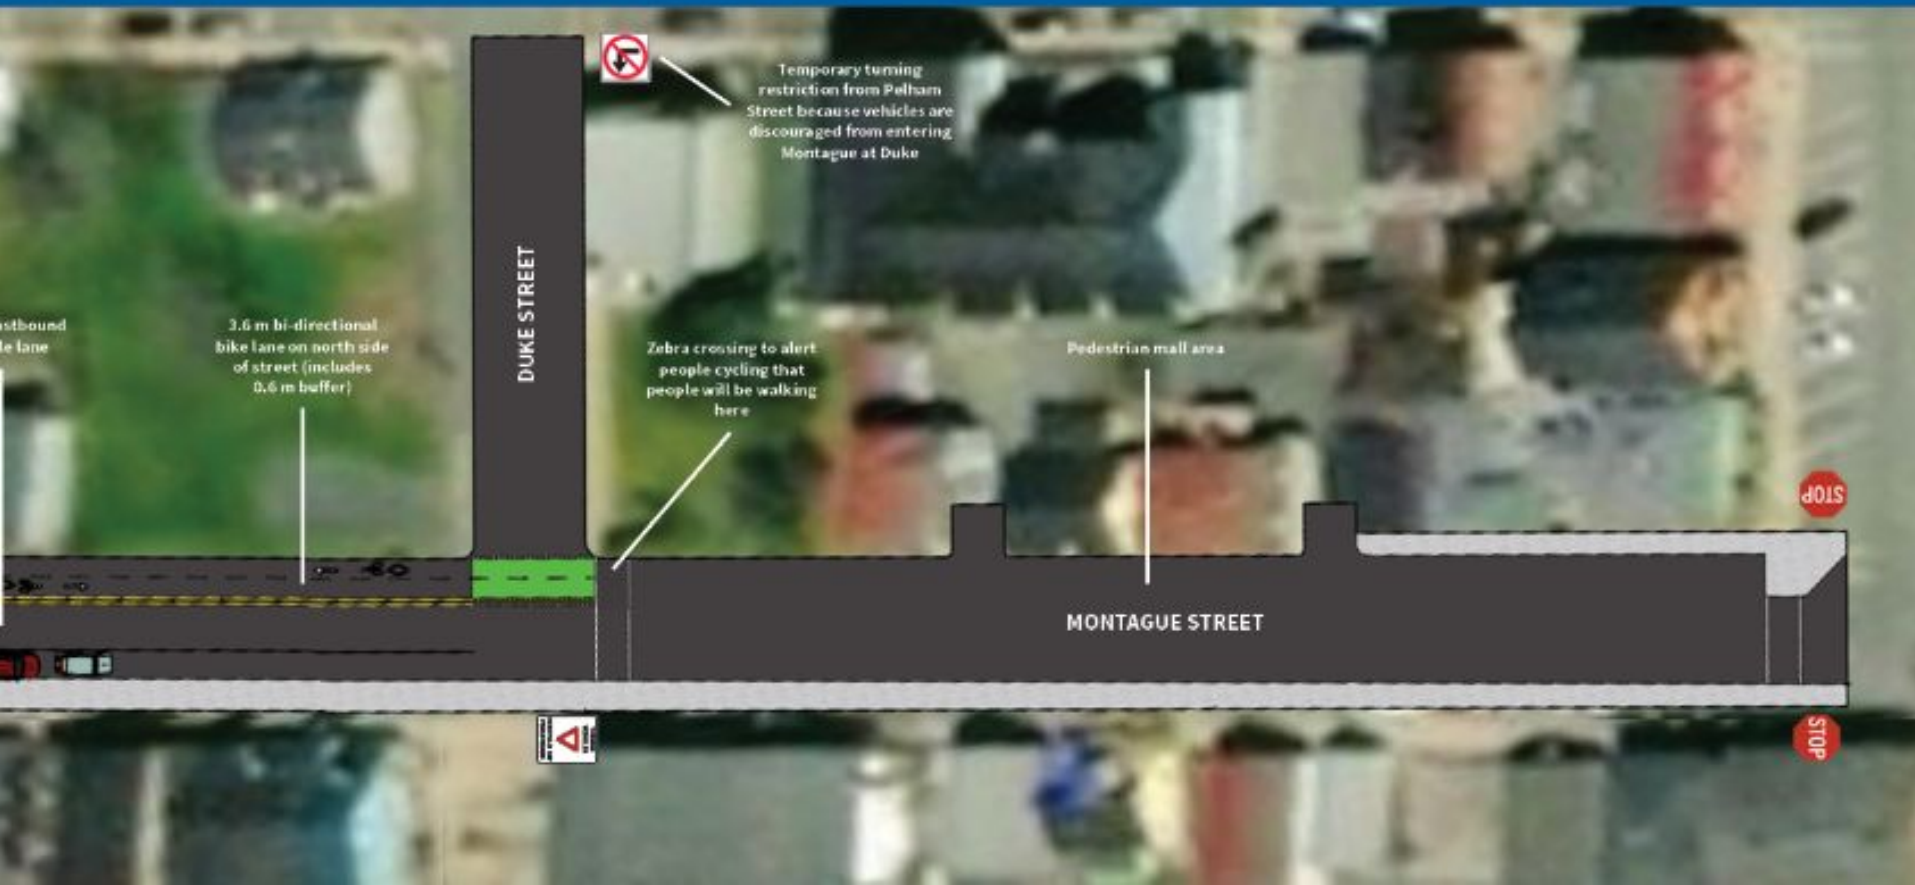 Temporary turning
restriction from Pelham
Street because vehicles are
discouraged from entering
Montague at Duke
DUKE STREET
stbound
le lane
3.6 m bi-directional
bike lane on north side
of street (includes
0.6 m buffer)
Zebra crossing to alert
people cycling that
people will be walking
here
Pedestrian mall area
STOP
MONTAGUE STREET
STOP